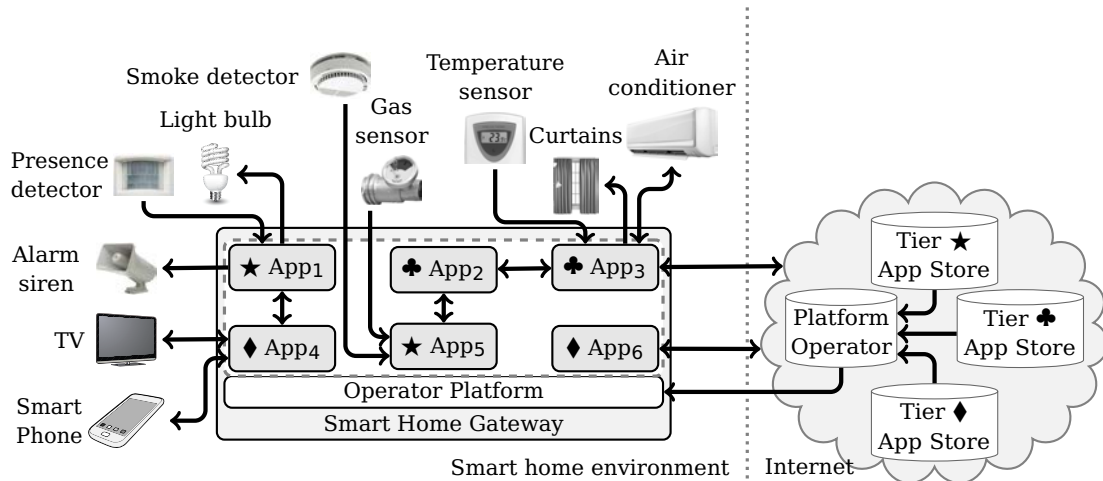 Smoke detector
Temperature
sensor
Air
conditioner
Light bulb
Gas
sensor
Curtains
Presence
detector
23
Alarm
siren
★ App1
♣ App2
♣ App3
Tier ★
App Store
TV
♦ App4
★ App5
♦ App6
Platform
Operator
Tier ♣
App Store
Operator Platform
Smart
Phone
Smart Home Gateway
Tier ♦
App Store
Smart home environment
Internet